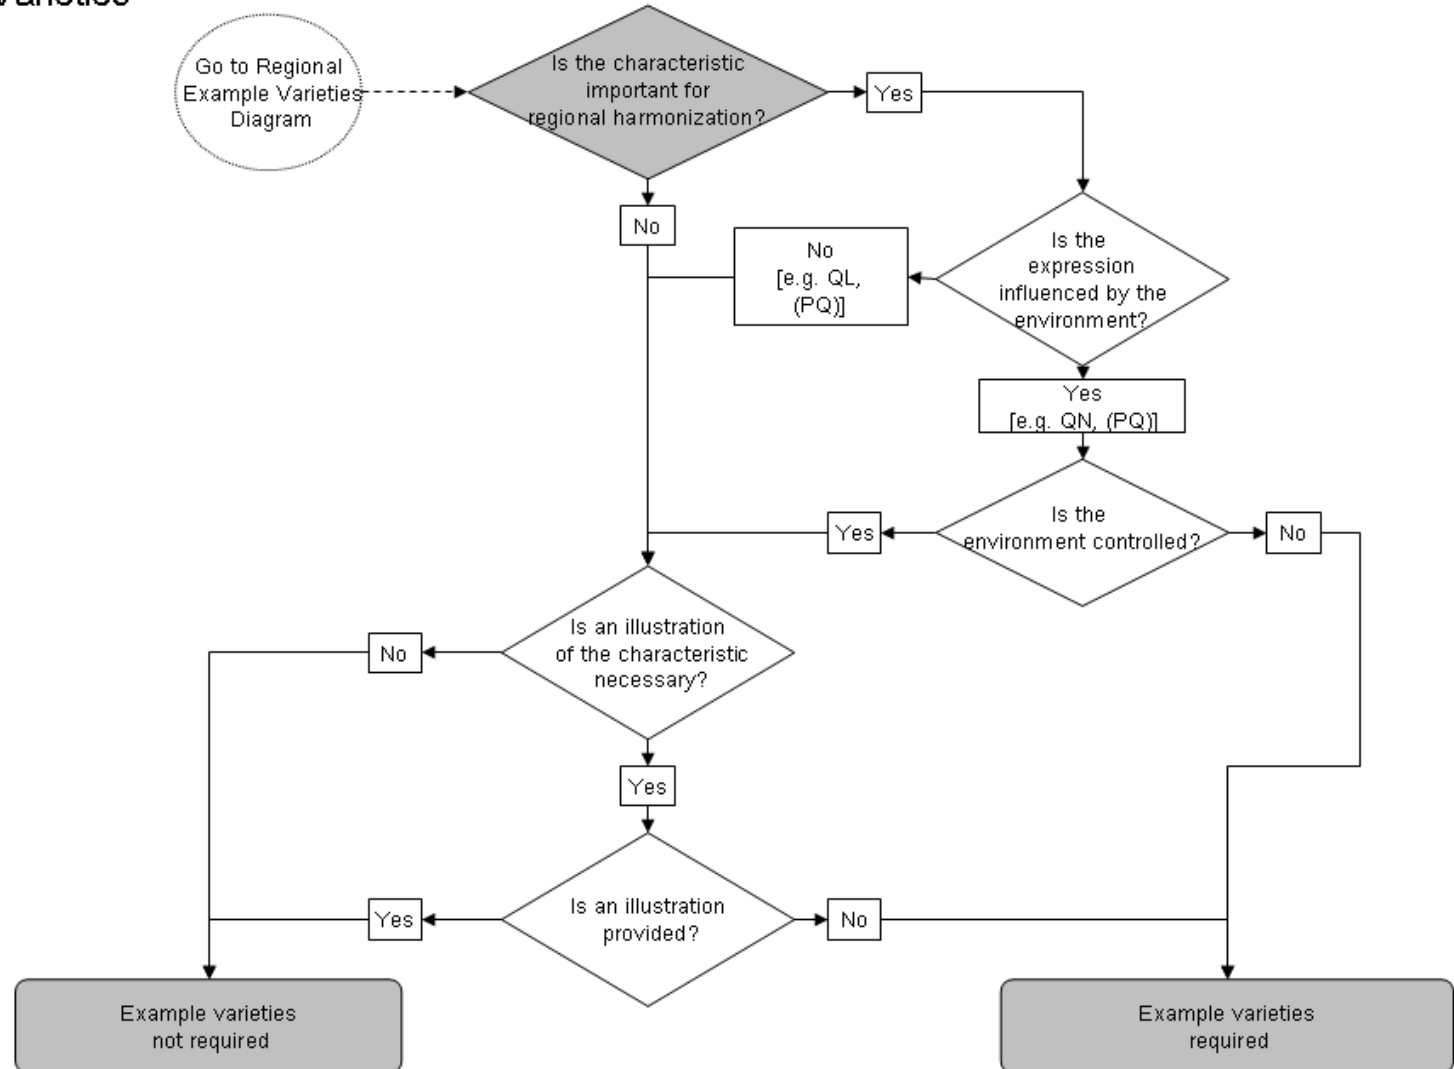 Go to Regional
Example Varieties
Diagram
Is the characteristic
important for
regional harmonization?
Yes
No
Is the
expression
influenced by the
environment?
No
[e.g. QL,
(PQ)]
Yes
[e.g. QN, (PQ)]
Is the
environment controlled?
Yes
No
Is an illustration
of the characteristic
necessary?
No
Yes
Is an illustration
provided?
Yes
No
Example varieties
not required
Example varieties
required